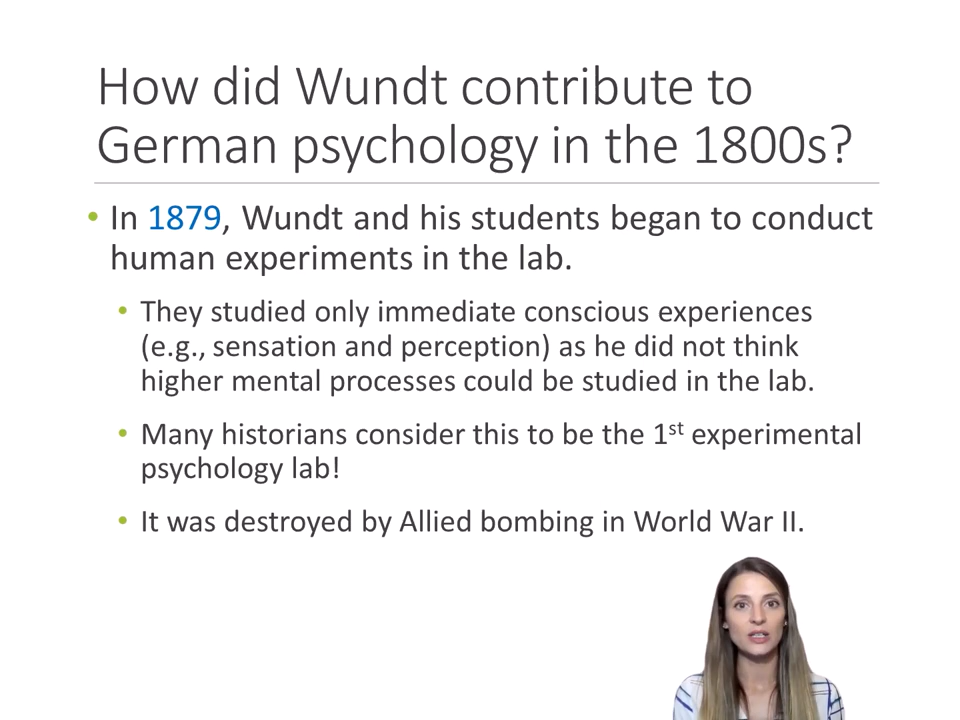 How did Wundt contribute to
German psychology in the 1800s?
• In 1879, Wundt and his students began to conduct
human experiments in the lab.
• They studied only immediate conscious experiences
(e.g., sensation and perception) as he did not think
higher mental processes could be studied in the lab.
• Many historians consider this to be the 1st experimental
psychology lab!
• It was destroyed by Allied bombing in World War II.